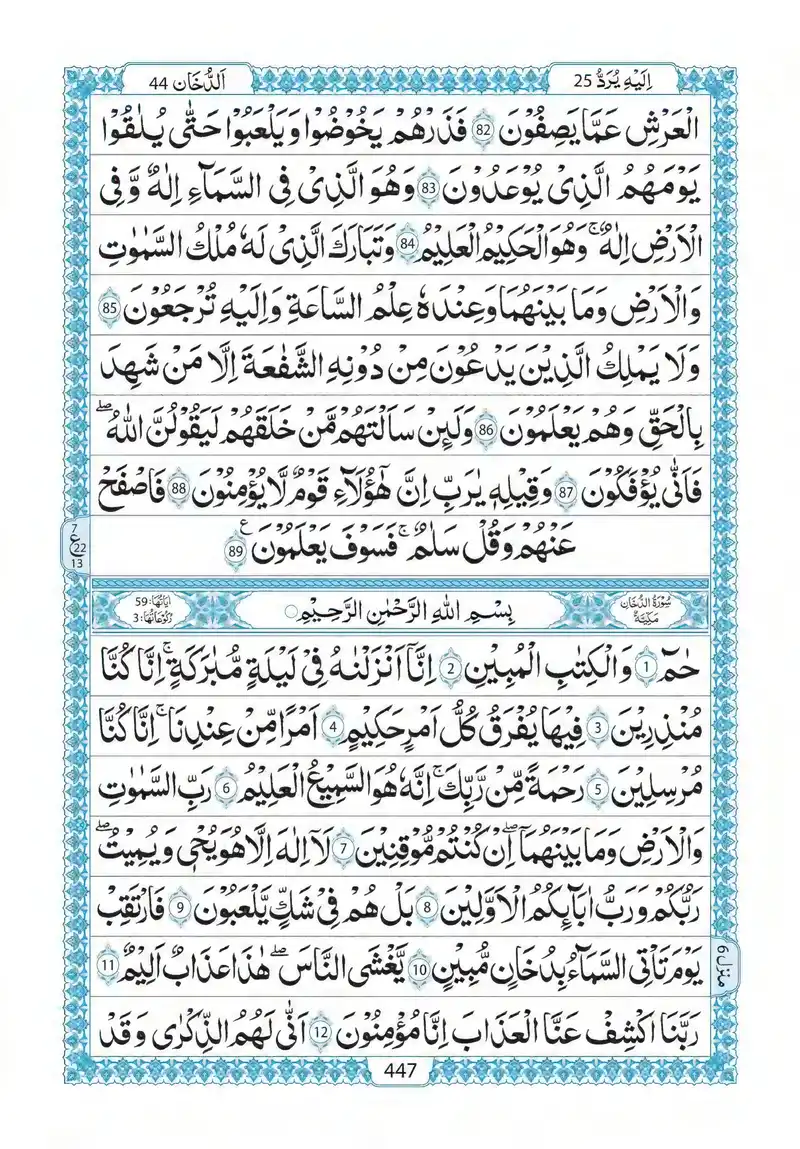 اَلدُّخَان 44
اِلَيْهِ يُرَدُّ 25
الْعَرْشِ عَمَّا يَصِفُوْنَ 82 فَذَرْهُمْ يَخُوْضُوْا وَيَلْعَبُوْا حَتّٰى يُلٰقُوْا
يَوْمَهُمُ الَّذِىْ يُوْعَدُوْنَ 83 وَهُوَ الَّذِىْ فِى السَّمَآءِ اِلٰهٌ وَّفِى
الْاَرْضِ اِلٰهٌ ۚ وَهُوَ الْحَكِيْمُ الْعَلِيْمُ 84 وَتَبَارَكَ الَّذِىْ لَهٗ مُلْكُ السَّمٰوٰتِ
وَالْاَرْضِ وَمَا بَيْنَهُمَا وَعِنْدَهٗ عِلْمُ السَّاعَةِ وَاِلَيْهِ تُرْجَعُوْنَ 85
وَلَا يَمْلِكُ الَّذِيْنَ يَدْعُوْنَ مِنْ دُوْنِهِ الشَّفٰعَةَ اِلَّا مَنْ شَهِدَ
بِالْحَقِّ وَهُمْ يَعْلَمُوْنَ 86 وَلَئِنْ سَاَلْتَهُمْ مَّنْ خَلَقَهُمْ لَيَقُوْلُنَّ اللّٰهُ ۖ
فَاَنّٰى يُؤْفَكُوْنَ 87 وَقِيْلِهٖ يٰرَبِّ اِنَّ هٰٓؤُلَآءِ قَوْمٌ لَّا يُؤْمِنُوْنَ 88 فَاصْفَحْ
عَنْهُمْ وَقُلْ سَلٰمٌ ۚ فَسَوْفَ يَعْلَمُوْنَ 89 ع
7
ع 22
13
سُوْرَةُ الدُّخَان مَكِّيَّةٌ
بِسْمِ اللّٰهِ الرَّحْمٰنِ الرَّحِيْمِ
اٰيَاتُهَا: 59
رُكُوْعَاتُهَا: 3
حٰمٓ 1 وَالْكِتٰبِ الْمُبِيْنِ 2 اِنَّآ اَنْزَلْنٰهُ فِىْ لَيْلَةٍ مُّبٰرَكَةٍ ۚ اِنَّا كُنَّا
مُنْذِرِيْنَ 3 فِيْهَا يُفْرَقُ كُلُّ اَمْرٍ حَكِيْمٍ 4 اَمْرًا مِّنْ عِنْدِنَا ۚ اِنَّا كُنَّا
مُرْسِلِيْنَ 5 رَحْمَةً مِّنْ رَّبِّكَ ۚ اِنَّهٗ هُوَ السَّمِيْعُ الْعَلِيْمُ 6 رَبِّ السَّمٰوٰتِ
وَالْاَرْضِ وَمَا بَيْنَهُمَآ ۖ اِنْ كُنْتُمْ مُّوْقِنِيْنَ 7 لَآ اِلٰهَ اِلَّا هُوَ يُحْىٖ وَيُمِيْتُ ۖ
رَبُّكُمْ وَرَبُّ اٰبَآئِكُمُ الْاَوَّلِيْنَ 8 بَلْ هُمْ فِىْ شَكٍّ يَّلْعَبُوْنَ 9 فَارْتَقِبْ
يَوْمَ تَاْتِى السَّمَآءُ بِدُخَانٍ مُّبِيْنٍ 10 يَّغْشَى النَّاسَ ۖ هٰذَا عَذَابٌ اَلِيْمٌ 11
منزل 6
رَبَّنَا اكْشِفْ عَنَّا الْعَذَابَ اِنَّا مُؤْمِنُوْنَ 12 اَنّٰى لَهُمُ الذِّكْرٰى وَقَدْ
447